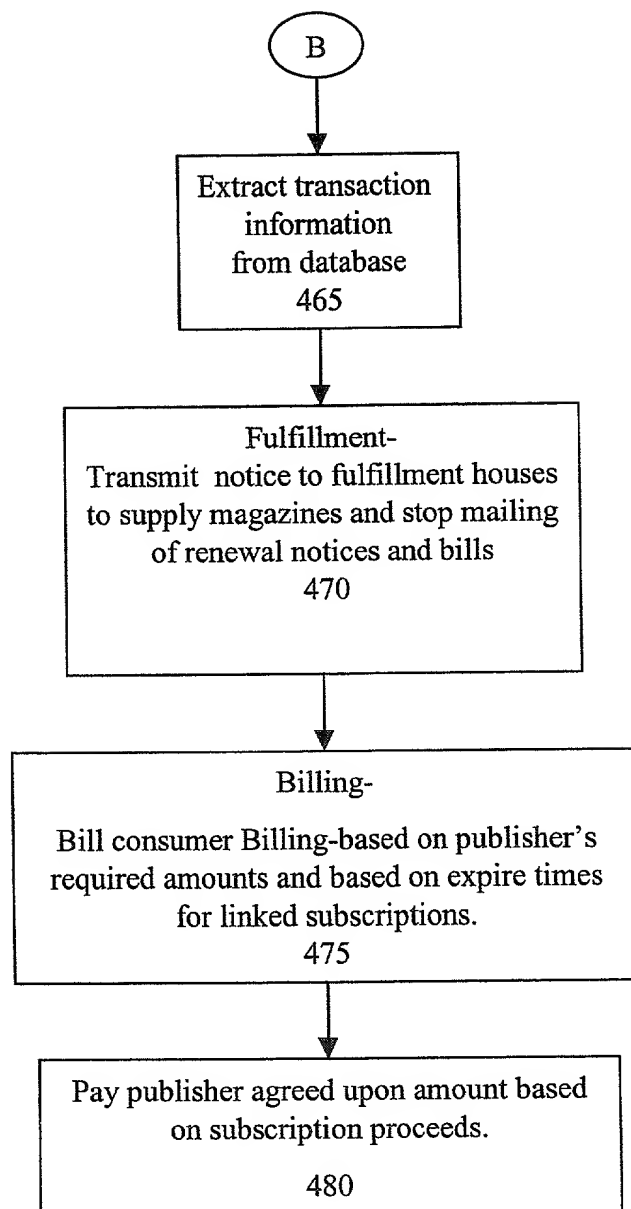 B
Extract transaction
information
from database
465
Fulfillment-
Transmit notice to fulfillment houses
to supply magazines and stop mailing
of renewal notices and bills
470
Billing-
Bill consumer Billing-based on publisher's
required amounts and based on expire times
for linked subscriptions.
475
Pay publisher agreed upon amount based
on subscription proceeds.
480